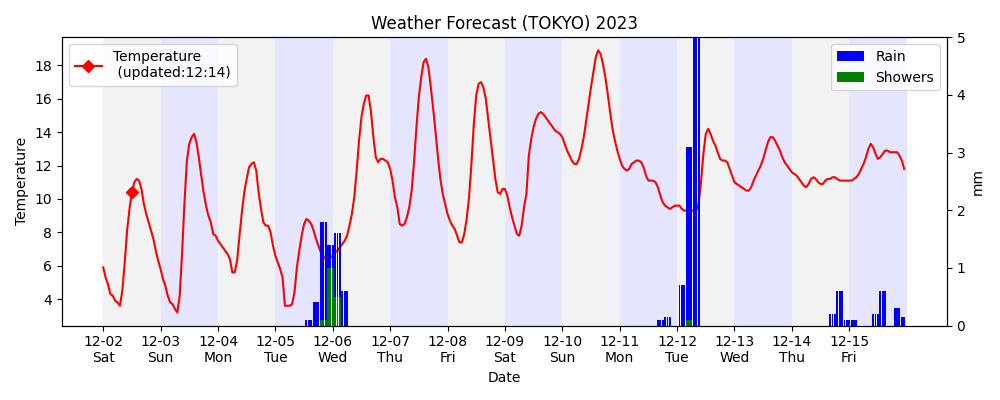 Weather Forecast (TOKYO) 2023
Temperature
(updated:12:14)
Rain
Showers
Temperature
18
16
14
12
10
8
6
4
5
4
3
2
1
0
mm
12-02 12-03 12-04 12-05 12-06 12-07 12-08 12-09 12-10 12-11 12-12 12-13 12-14 12-15
Sat Sun Mon Tue Wed Thu Fri Sat Sun Mon Tue Wed Thu Fri
Date